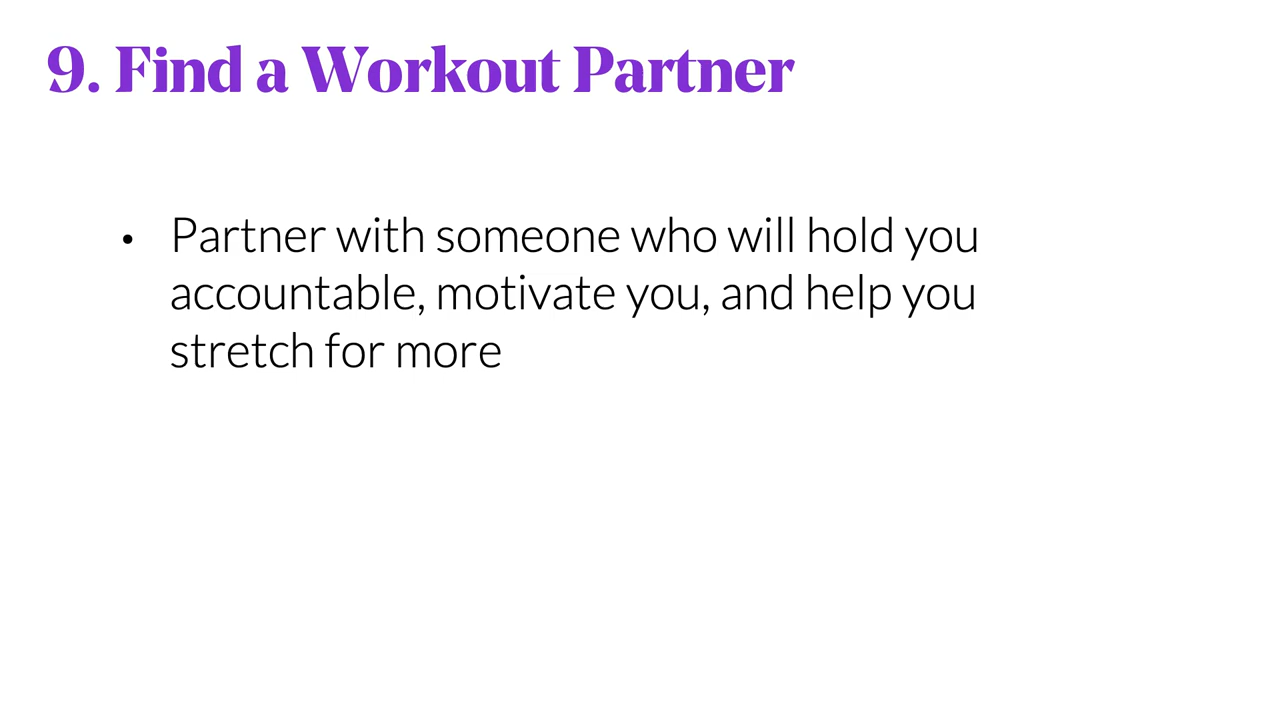 9. Find a Workout Partner
• Partner with someone who will hold you
accountable, motivate you, and help you
stretch for more